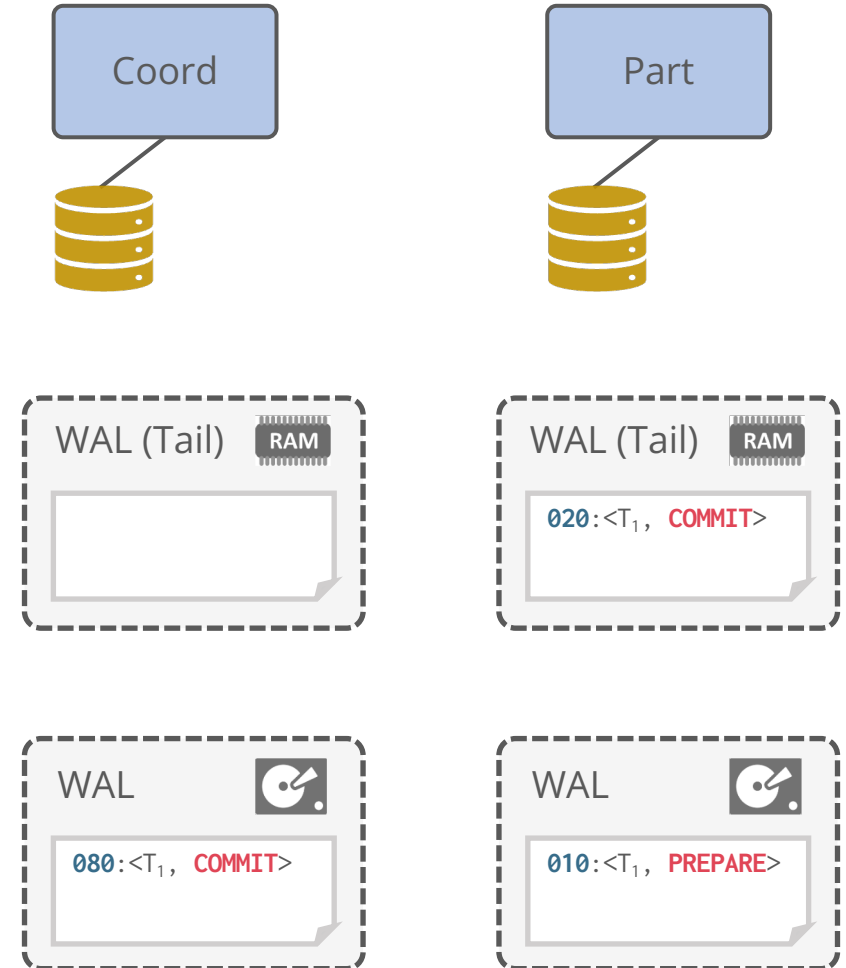 Coord
Part
WAL (Tail) RAM
020:<T₁, COMMIT>
WAL (Tail) RAM
WAL
080:<T₁, COMMIT>
WAL
010:<T₁, PREPARE>